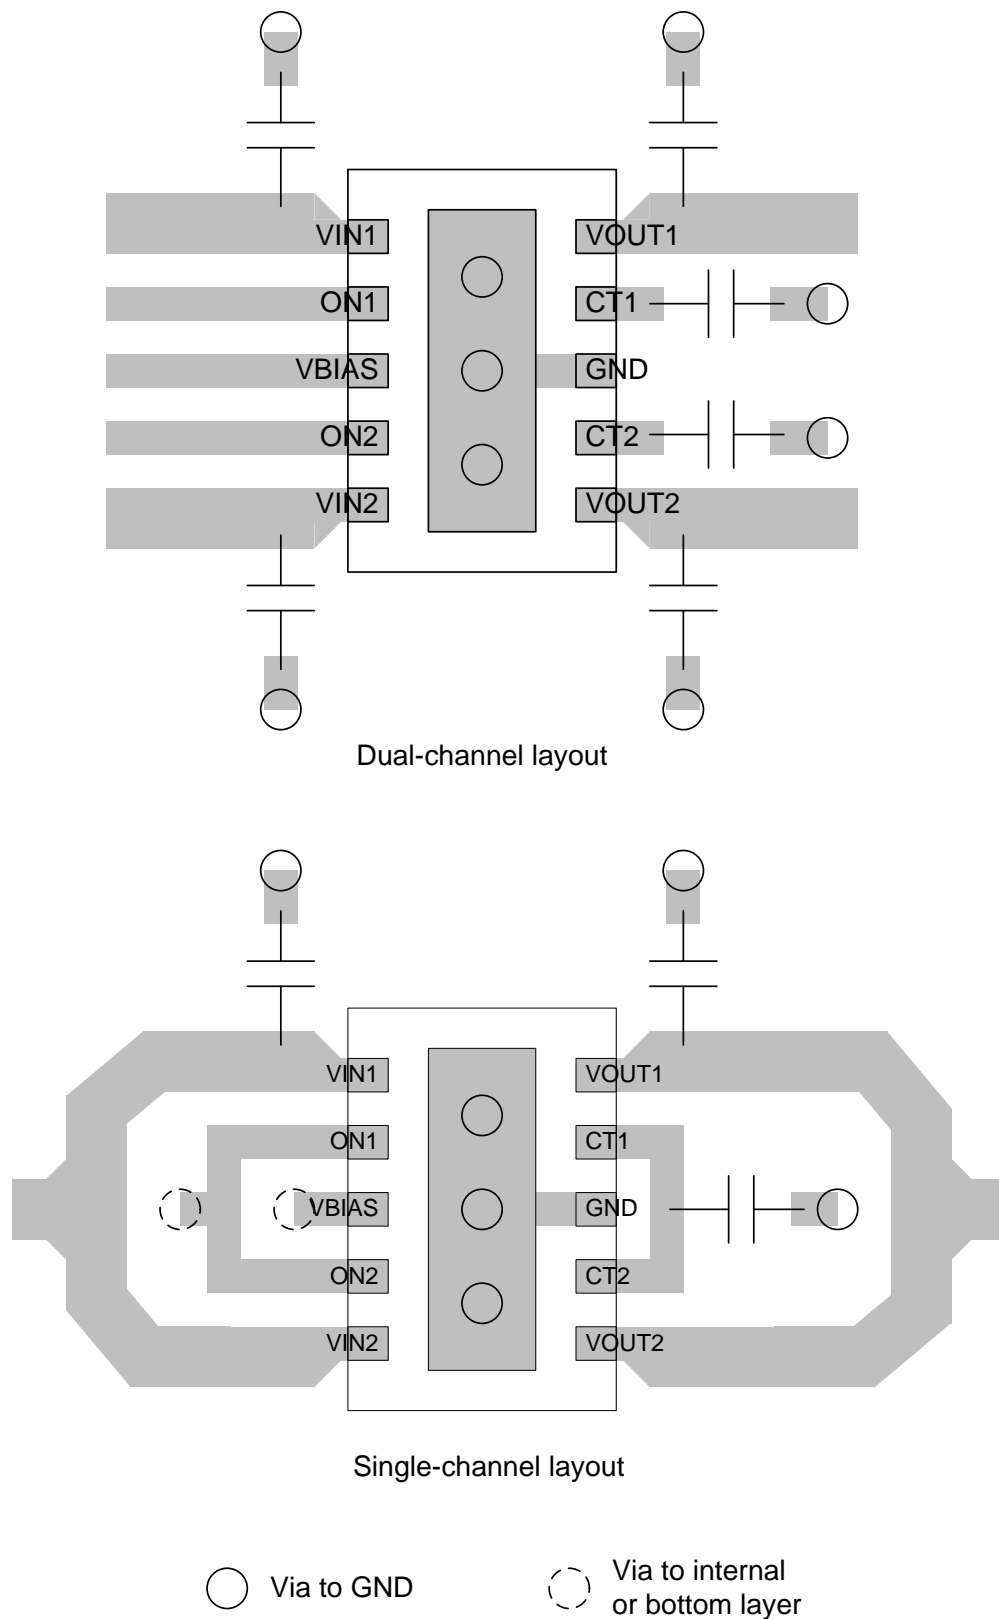 VIN1 VOUT1
ON1 CT1
VBIAS GND
ON2 CT2
VIN2 VOUT2
Dual-channel layout
VIN1 VOUT1
ON1 CT1
VBIAS GND
ON2 CT2
VIN2 VOUT2
Single-channel layout
Via to GND
Via to internal
or bottom layer